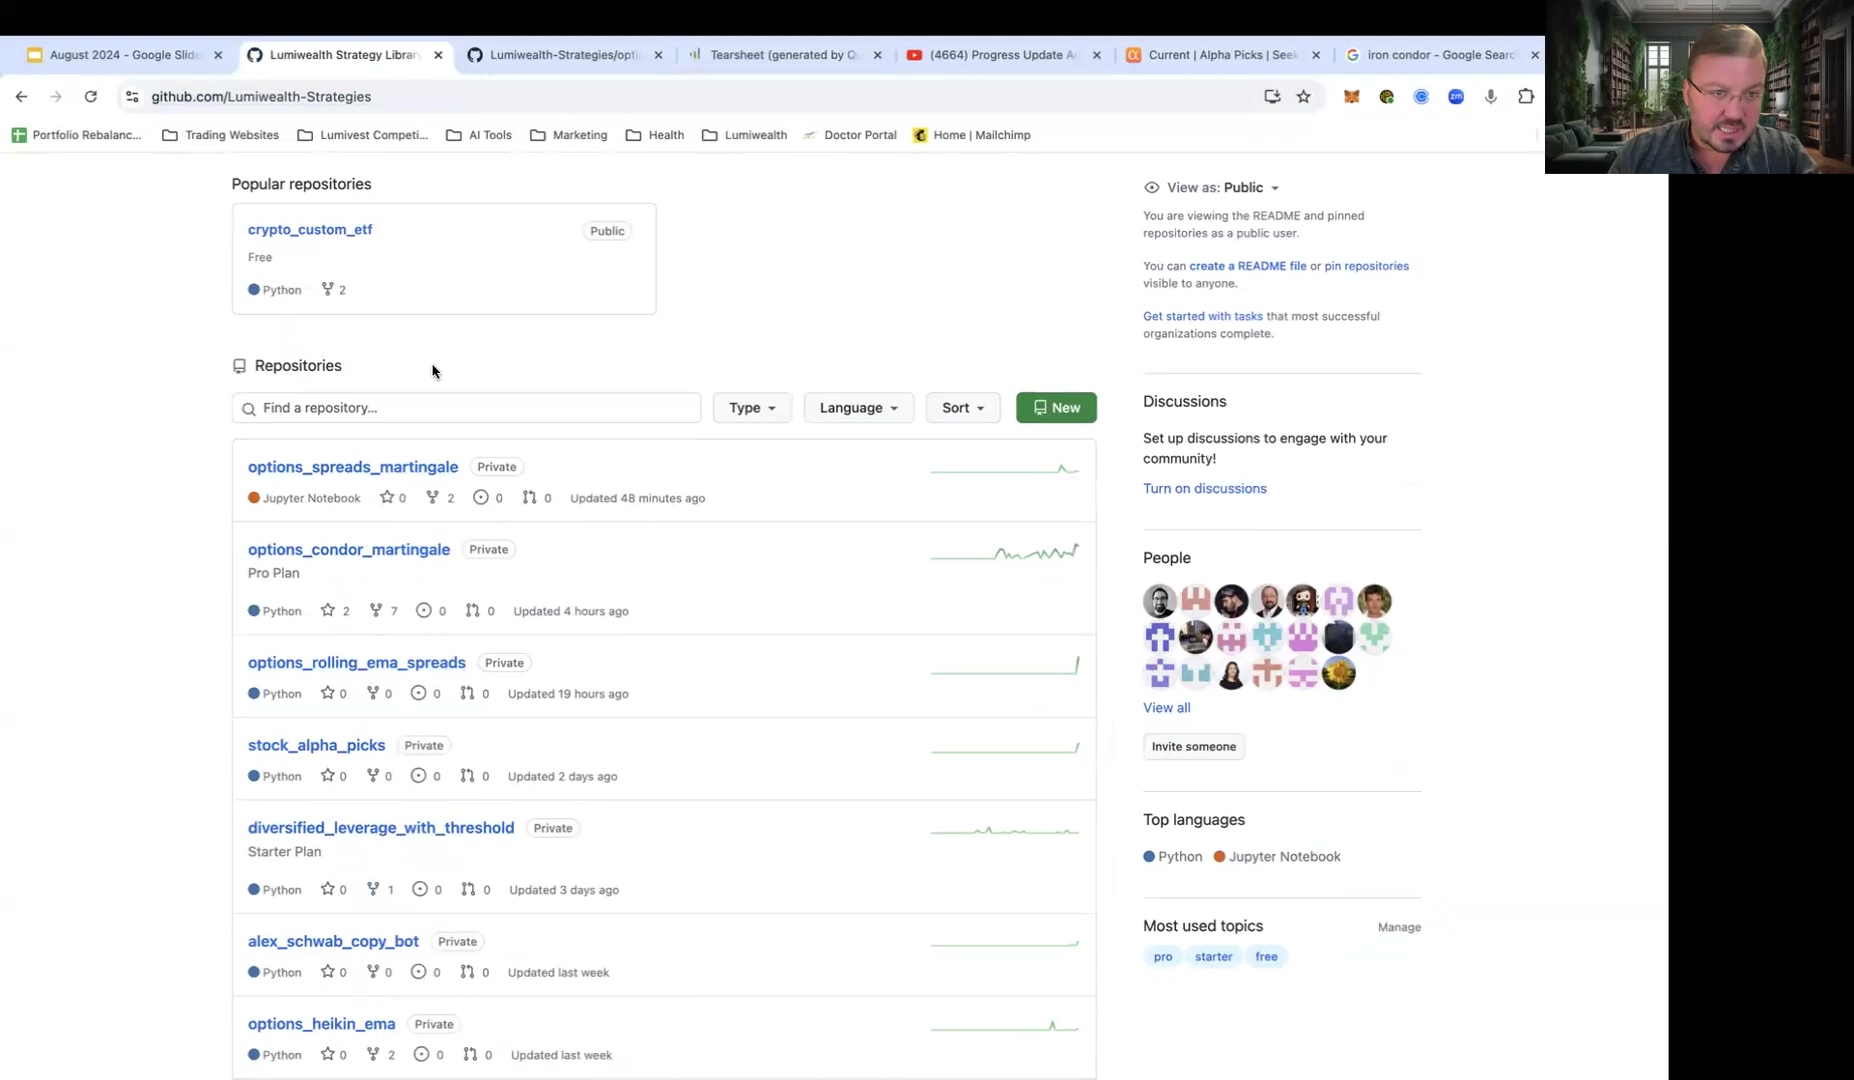 August 2024 - Google Slide
Lumiwealth Strategy Library
Lumiwealth-Strategies/opti
Tearsheet (generated by Qu
(4664) Progress Update Au
Current | Alpha Picks | Seek
iron condor - Google Search
github.com/Lumiwealth-Strategies
zm
Portfolio Rebalanc...
Trading Websites
Lumivest Competi...
AI Tools
Marketing
Health
Lumiwealth
Doctor Portal
Home | Mailchimp
Popular repositories
crypto_custom_etf
Public
Free
Python
2
Repositories
Find a repository...
Type
Language
Sort
New
options_spreads_martingale Private
Jupyter Notebook 0 2 0 0 Updated 48 minutes ago
options_condor_martingale Private
Pro Plan
Python 2 7 0 0 Updated 4 hours ago
options_rolling_ema_spreads Private
Python 0 0 0 0 Updated 19 hours ago
stock_alpha_picks Private
Python 0 0 0 0 Updated 2 days ago
diversified_leverage_with_threshold Private
Starter Plan
Python 0 1 0 0 Updated 3 days ago
alex_schwab_copy_bot Private
Python 0 0 0 0 Updated last week
options_heikin_ema Private
Python 0 2 0 0 Updated last week
View as: Public
You are viewing the README and pinned
repositories as a public user.
You can create a README file or pin repositories
visible to anyone.
Get started with tasks that most successful
organizations complete.
Discussions
Set up discussions to engage with your
community!
Turn on discussions
People
View all
Invite someone
Top languages
Python Jupyter Notebook
Most used topics
Manage
pro starter free